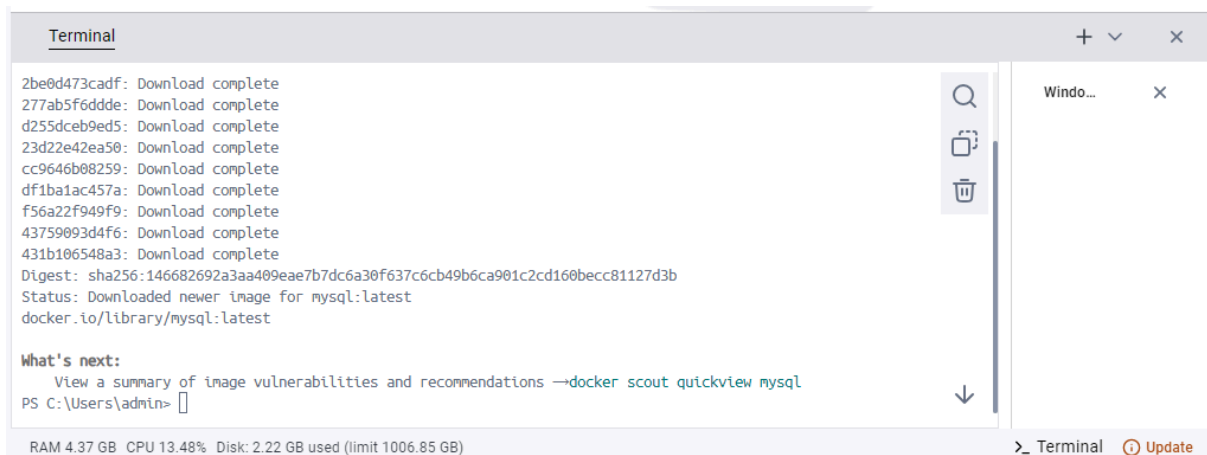 Terminal
2be0d473cadf: Download complete
277ab5f6ddde: Download complete
d255dceb9ed5: Download complete
23d22e42ea50: Download complete
cc9646b08259: Download complete
df1ba1ac457a: Download complete
f56a22f949f9: Download complete
43759093d4f6: Download complete
431b106548a3: Download complete
Digest: sha256:146682692a3aa409eae7b7dc6a30f637c6cb49b6ca901c2cd160becc81127d3b
Status: Downloaded newer image for mysql:latest
docker.io/library/mysql:latest
What's next:
View a summary of image vulnerabilities and recommendations →docker scout quickview mysql
PS C:\Users\admin>
Windo...
RAM 4.37 GB CPU 13.48% Disk: 2.22 GB used (limit 1006.85 GB)
>_ Terminal Update